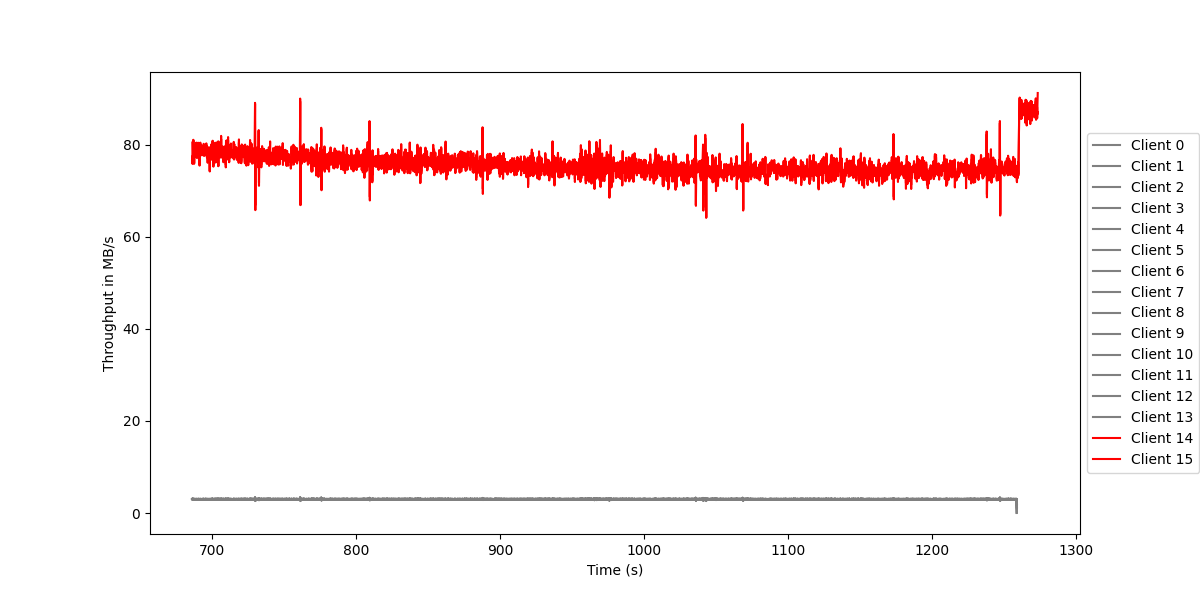 Throughput in MB/s
80
60
40
20
0
700
800
900
1000
1100
1200
1300
Time (s)
Client 0
Client 1
Client 2
Client 3
Client 4
Client 5
Client 6
Client 7
Client 8
Client 9
Client 10
Client 11
Client 12
Client 13
Client 14
Client 15